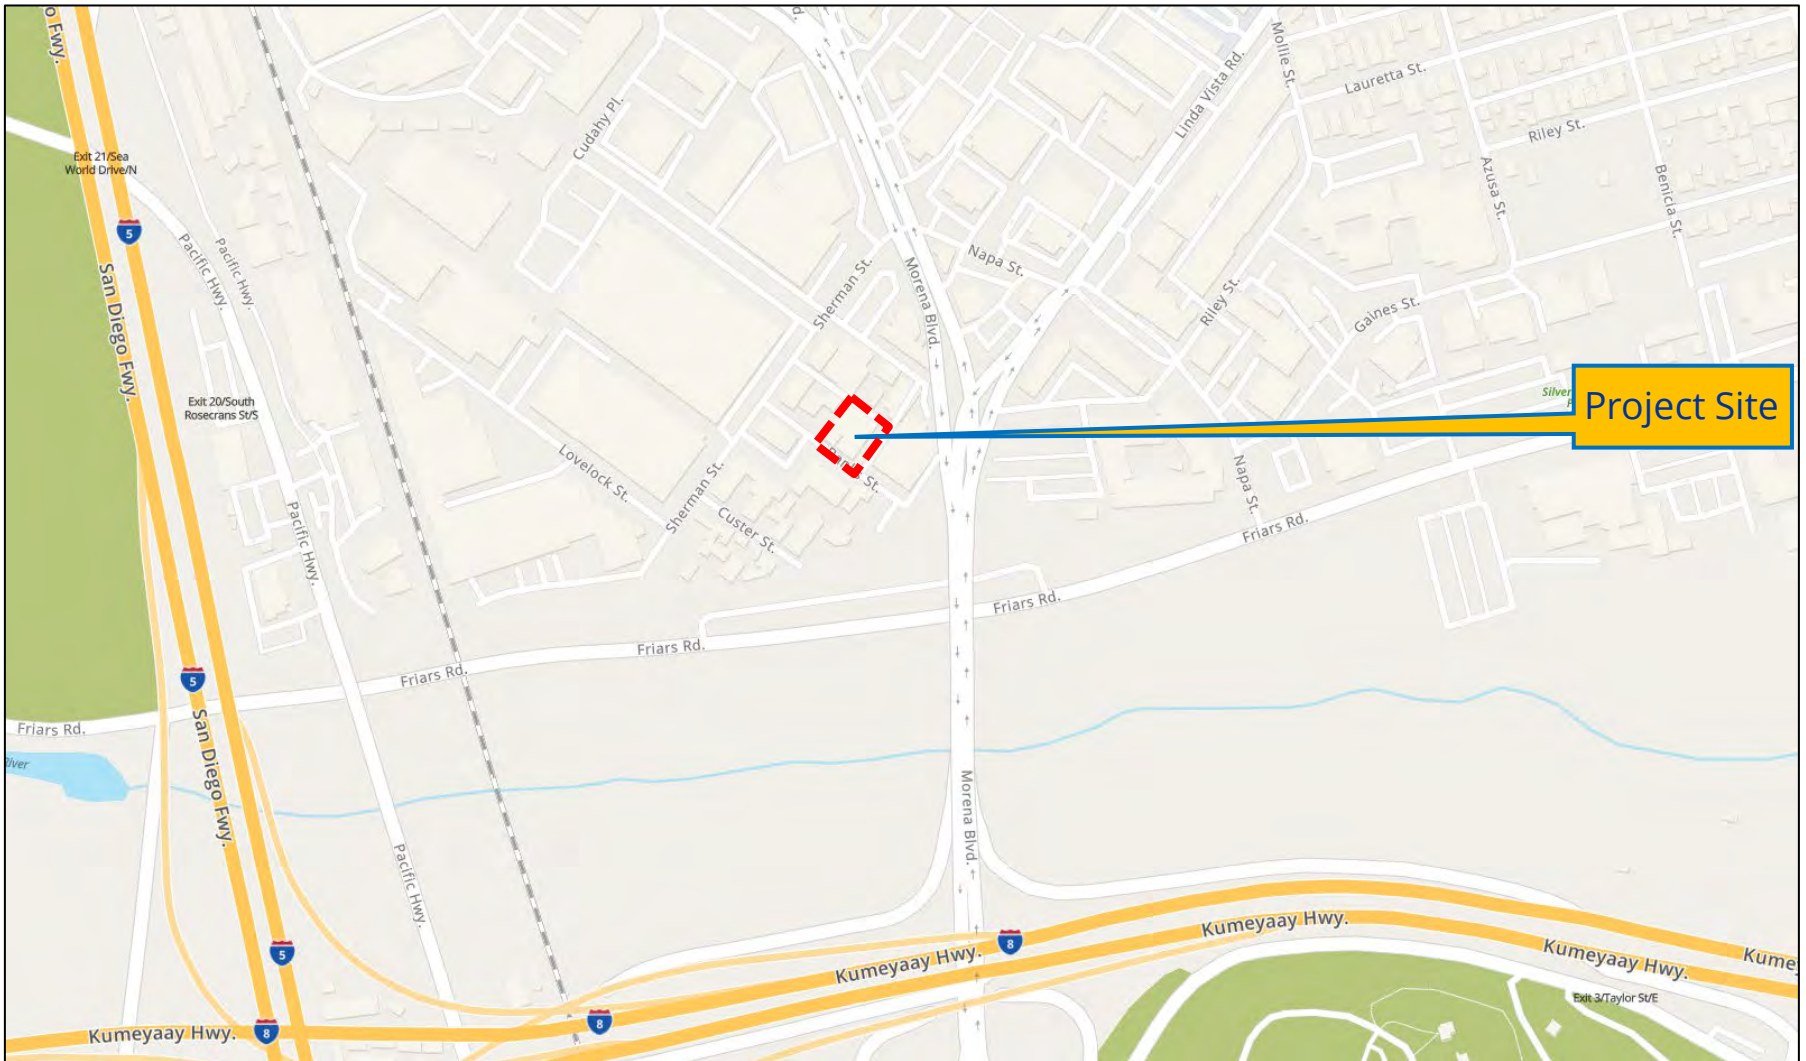 o Fwy.
Mollie St.
Lauretta St.
Linda Vista Rd.
Cudahy Pl.
Riley St.
Exit 21/Sea
World Drive/N
Azusa St.
Benicia St.
5
Pacific Hwy.
Pacific Hwy.
Napa St.
Sherman St.
Morena Blvd.
San Diego Fwy.
Riley St.
Gaines St.
Exit 20/South
Rosecrans St/S
Silver
Project Site
Lovelock St.
St.
Sherman St.
Napa St.
Custer St.
Pacific Hwy.
Friars Rd.
Friars Rd.
Friars Rd.
Friars Rd.
5
San Diego Fwy.
Friars Rd.
Morena Blvd.
Pacific Hwy.
Kumeyaay Hwy.
8
Kumeyaay Hwy.
5
Kumeyaay Hwy.
Kume
Exit 3/Taylor St/E
8
8
Kumeyaay Hwy.